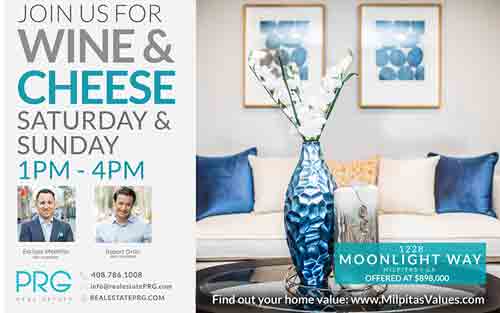 JOIN US FOR
WINE &
CHEESE
SATURDAY &
SUNDAY
1PM - 4PM
PRG
REAL ESTATE
408.786.1008
info@realestatePRG.com
REALESTATEPRG.COM
1228
MOONLIGHT WAY
MILPITAS | CA
OFFERED AT $898,000
Find out your home value: www.MilpitasValues.com